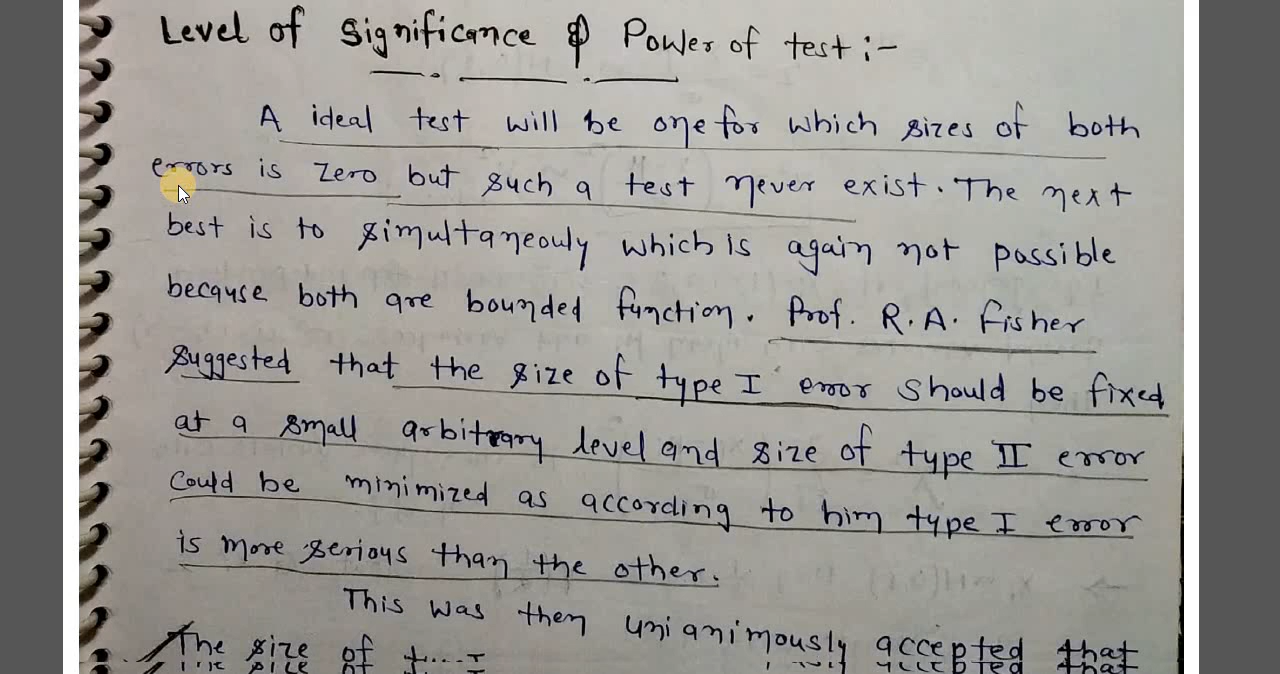 Level of Significance & Power of test :-
A ideal test will be one for which sizes of both
errors is zero but such a test never exist. The next
best is to simultaneouly which is again not possible
because both are bounded function. Prof. R.A. Fisher
suggested that the size of type I error should be fixed
at a small arbitrary level and size of type II error
could be minimized as according to him type I error
is more serious than the other.
This was then unianimously accepted that
The size of